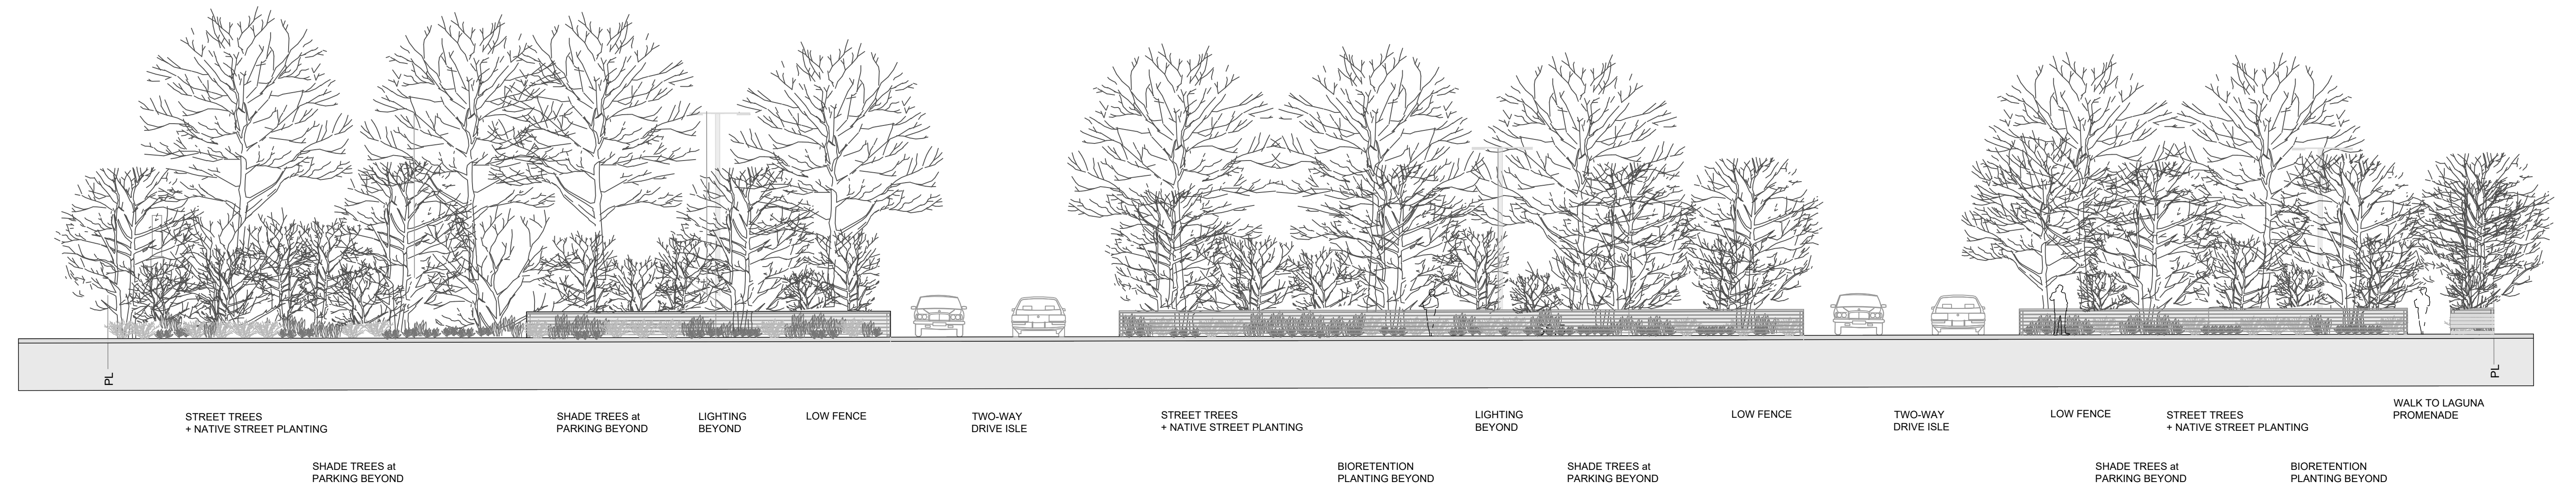 PL
PL
STREET TREES
+ NATIVE STREET PLANTING
SHADE TREES at
PARKING BEYOND
SHADE TREES at
PARKING BEYOND
LIGHTING
BEYOND
LOW FENCE
TWO-WAY
DRIVE ISLE
STREET TREES
+ NATIVE STREET PLANTING
BIORETENTION
PLANTING BEYOND
LIGHTING
BEYOND
SHADE TREES at
PARKING BEYOND
LOW FENCE
TWO-WAY
DRIVE ISLE
LOW FENCE
SHADE TREES at
PARKING BEYOND
STREET TREES
+ NATIVE STREET PLANTING
BIORETENTION
PLANTING BEYOND
WALK TO LAGUNA
PROMENADE